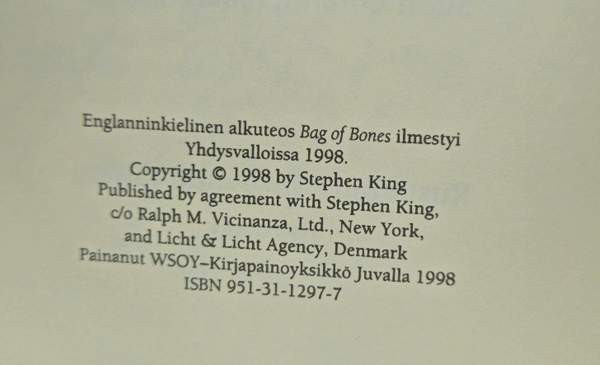 Englanninkielinen alkuteos Bag of Bones ilmestyi
Yhdysvalloissa 1998.
Copyright © 1998 by Stephen King
Published by agreement with Stephen King,
c/o Ralph M. Vicinanza, Ltd., New York,
and Licht & Licht Agency, Denmark
Painanut WSOY–Kirjapainoyksikkö Juvalla 1998
ISBN 951-31-1297-7